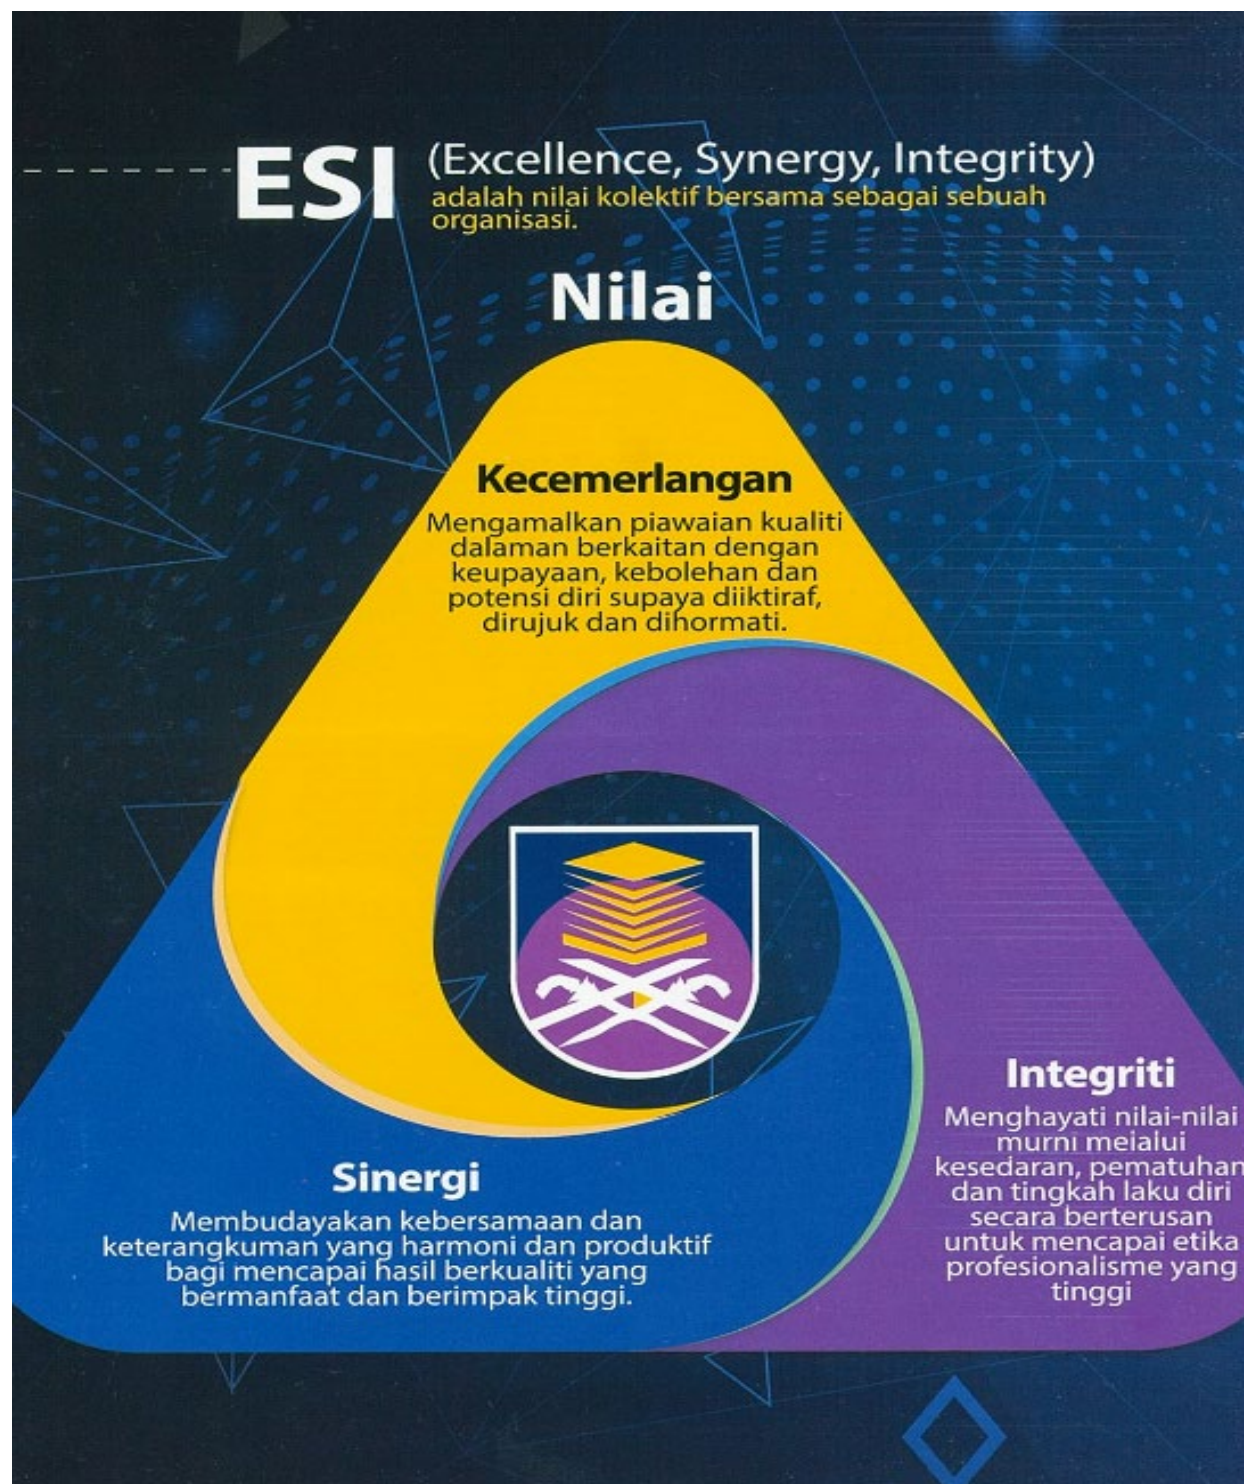 ESI (Excellence, Synergy, Integrity)
adalah nilai kolektif bersama sebagai sebuah
organisasi.
Nilai
Kecemerlangan
Mengamalkan piawaian kualiti
dalaman berkaitan dengan
keupayaan, kebolehan dan
potensi diri supaya diiktiraf,
dirujuk dan dihormati.
Sinergi
Membudayakan kebersamaan dan
keterangkuman yang harmoni dan produktif
bagi mencapai hasil berkualiti yang
bermanfaat dan berimpak tinggi.
Integriti
Menghayati nilai-nilai
murni melalui
kesedaran, pematuhan
dan tingkah laku diri
secara berterusan
untuk mencapai etika
profesionalisme yang
tinggi